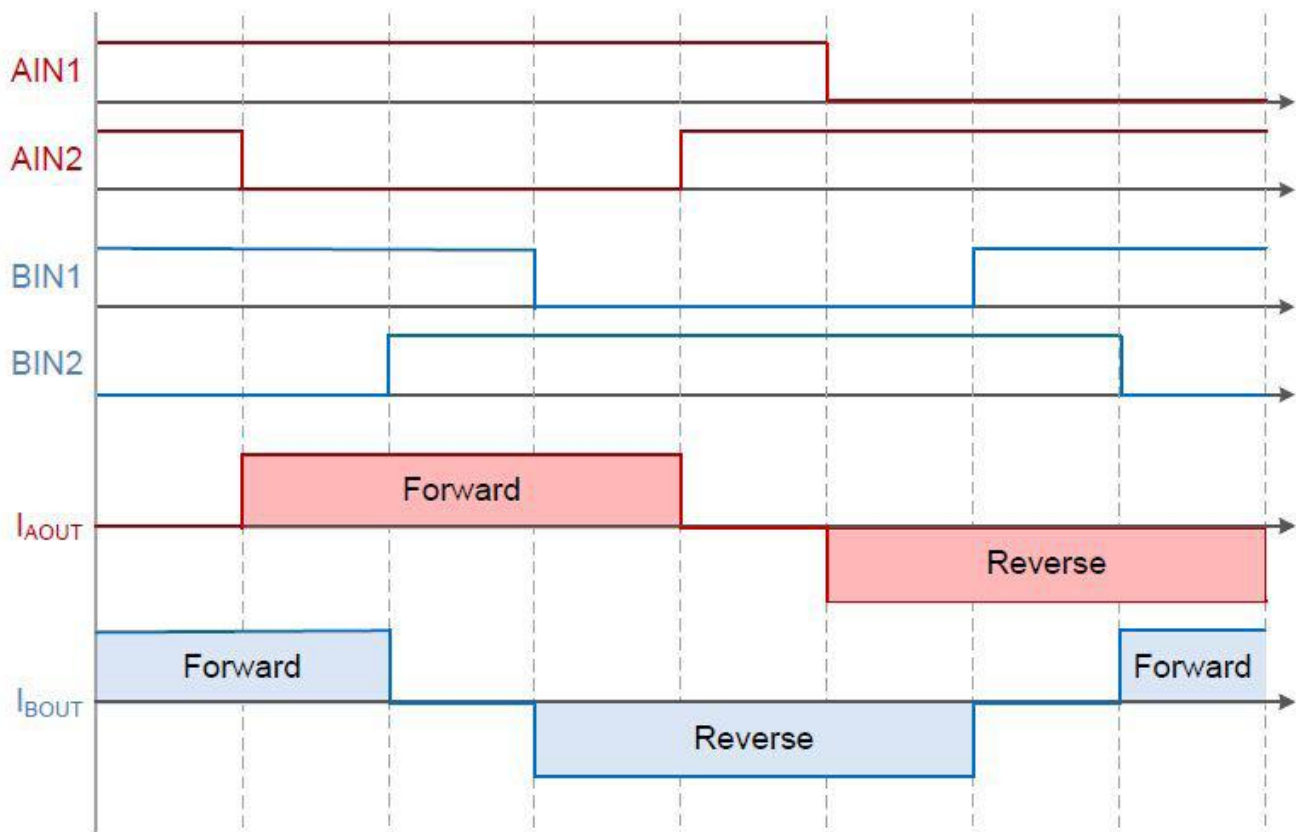 AIN1
AIN2
BIN1
BIN2
Forward
IAOUT
Reverse
Forward
Forward
IBOUT
Reverse